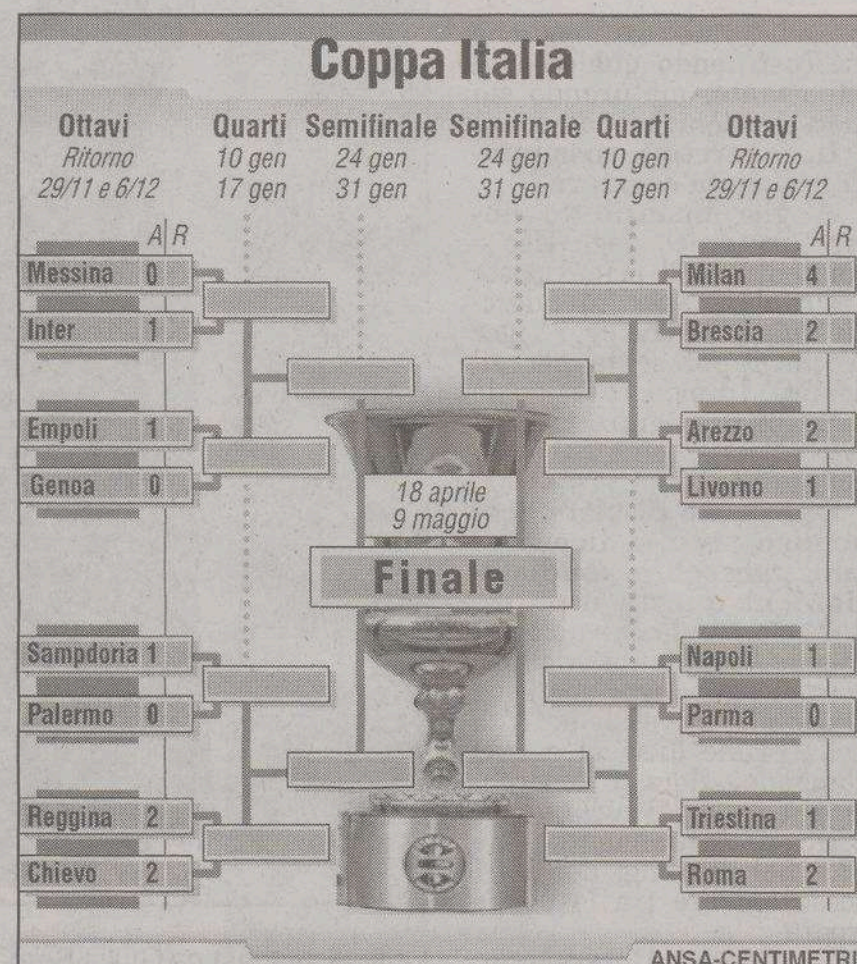 Coppa Italia
Ottavi Quarti Semifinale Semifinale Quarti Ottavi
Ritorno 10 gen 24 gen 24 gen 10 gen Ritorno
29/11 e 6/12 17 gen 31 gen 31 gen 17 gen 29/11 e 6/12
A R A R
Messina 0 Milan 4
Inter 1 Brescia 2
Empoli 1 Arezzo 2
Genoa 0 Livorno 1
18 aprile
9 maggio
Finale
Sampdoria 1 Napoli 1
Palermo 0 Parma 0
Reggina 2 Triestina 1
Chievo 2 Roma 2
ANSA-CENTIMETRI